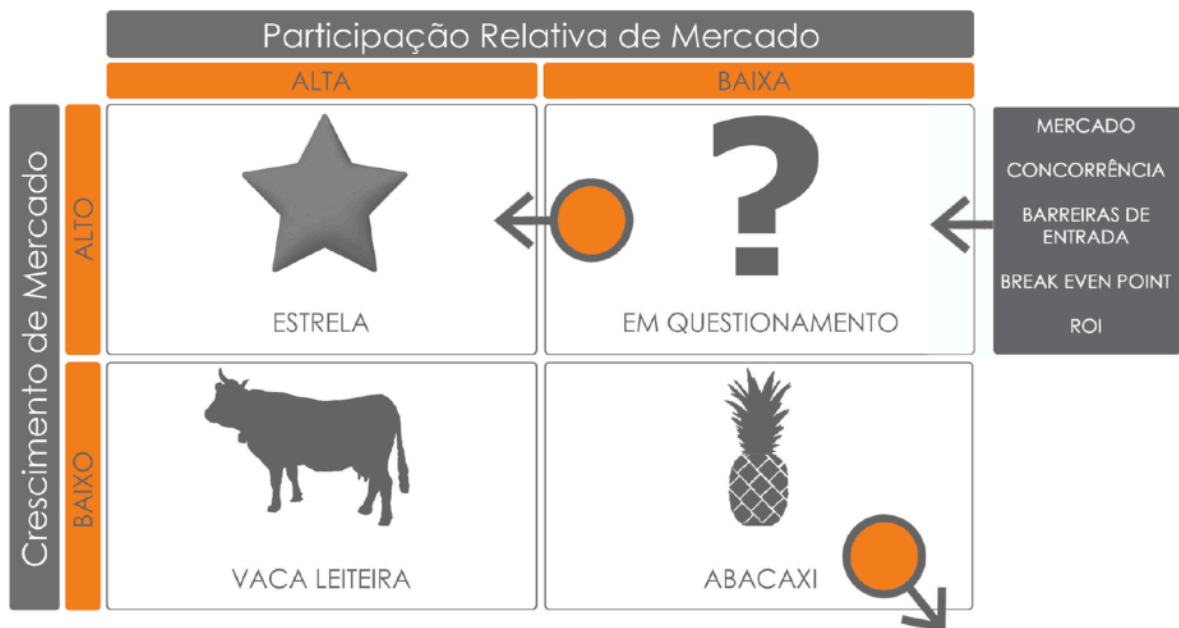 Participação Relativa de Mercado
ALTA
BAIXA
Crescimento de Mercado
ALTO
BAIXO
?
ESTRELA
EM QUESTIONAMENTO
MERCADO
CONCORRÊNCIA
BARREIRAS DE
ENTRADA
BREAK EVEN POINT
ROI
VACA LEITEIRA
ABACAXI